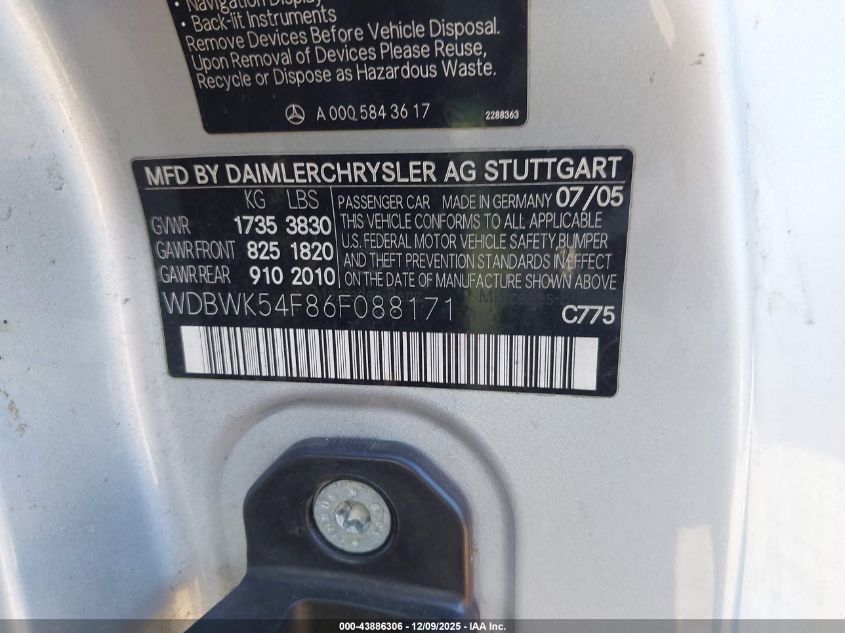 • Navigation Display
• Back-lit Instruments
Remove Devices Before Vehicle Disposal.
Upon Removal of Devices Please Reuse,
Recycle or Dispose as Hazardous Waste.
A 000 584 36 17 2288363
MFD BY DAIMLERCHRYSLER AG STUTTGART
KG LBS
GVWR 1735 3830
GAWR FRONT 825 1820
GAWR REAR 910 2010
PASSENGER CAR MADE IN GERMANY 07/05
THIS VEHICLE CONFORMS TO ALL APPLICABLE
U.S. FEDERAL MOTOR VEHICLE SAFETY,BUMPER
AND THEFT PREVENTION STANDARDS IN EFFECT
ON THE DATE OF MANUFACTURE SHOWN ABOVE
WDBWK54F86F088171 C775
000-43886306 | 12/09/2025 | IAA Inc.